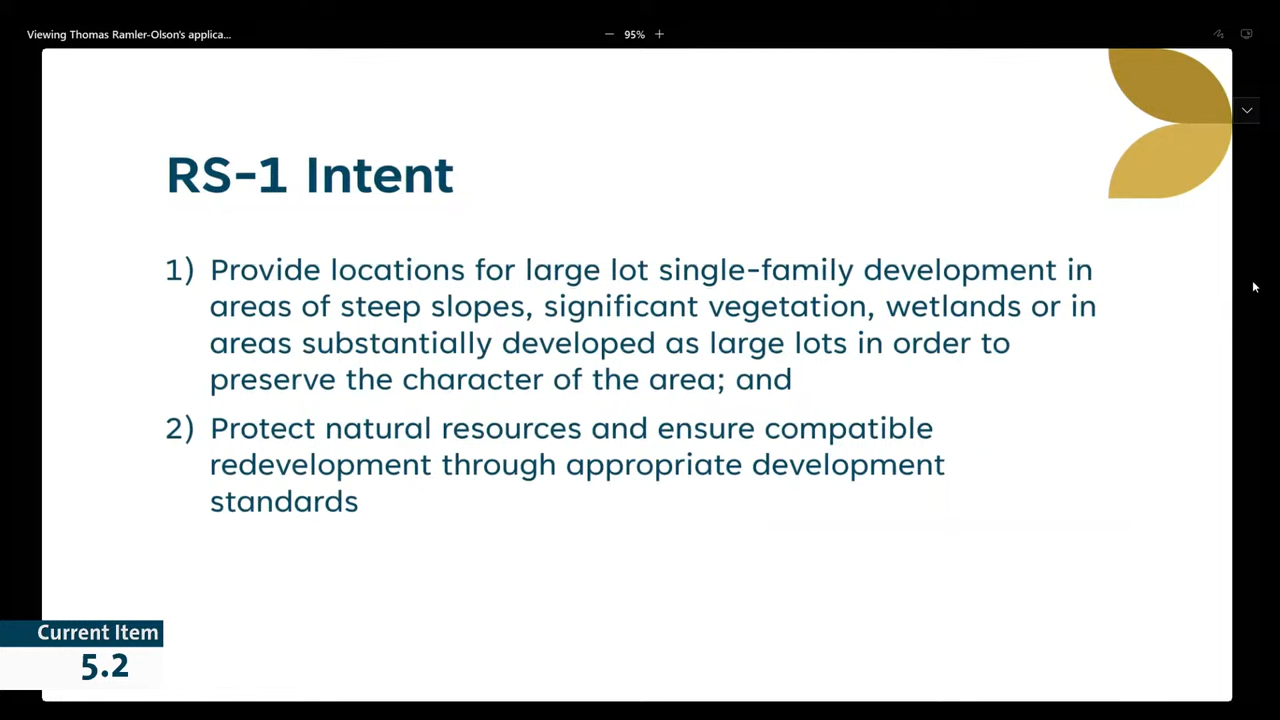 Viewing Thomas Ramler-Olson's applica...
95%
RS-1 Intent
1) Provide locations for large lot single-family development in
areas of steep slopes, significant vegetation, wetlands or in
areas substantially developed as large lots in order to
preserve the character of the area; and
2) Protect natural resources and ensure compatible
redevelopment through appropriate development
standards
Current Item
5.2